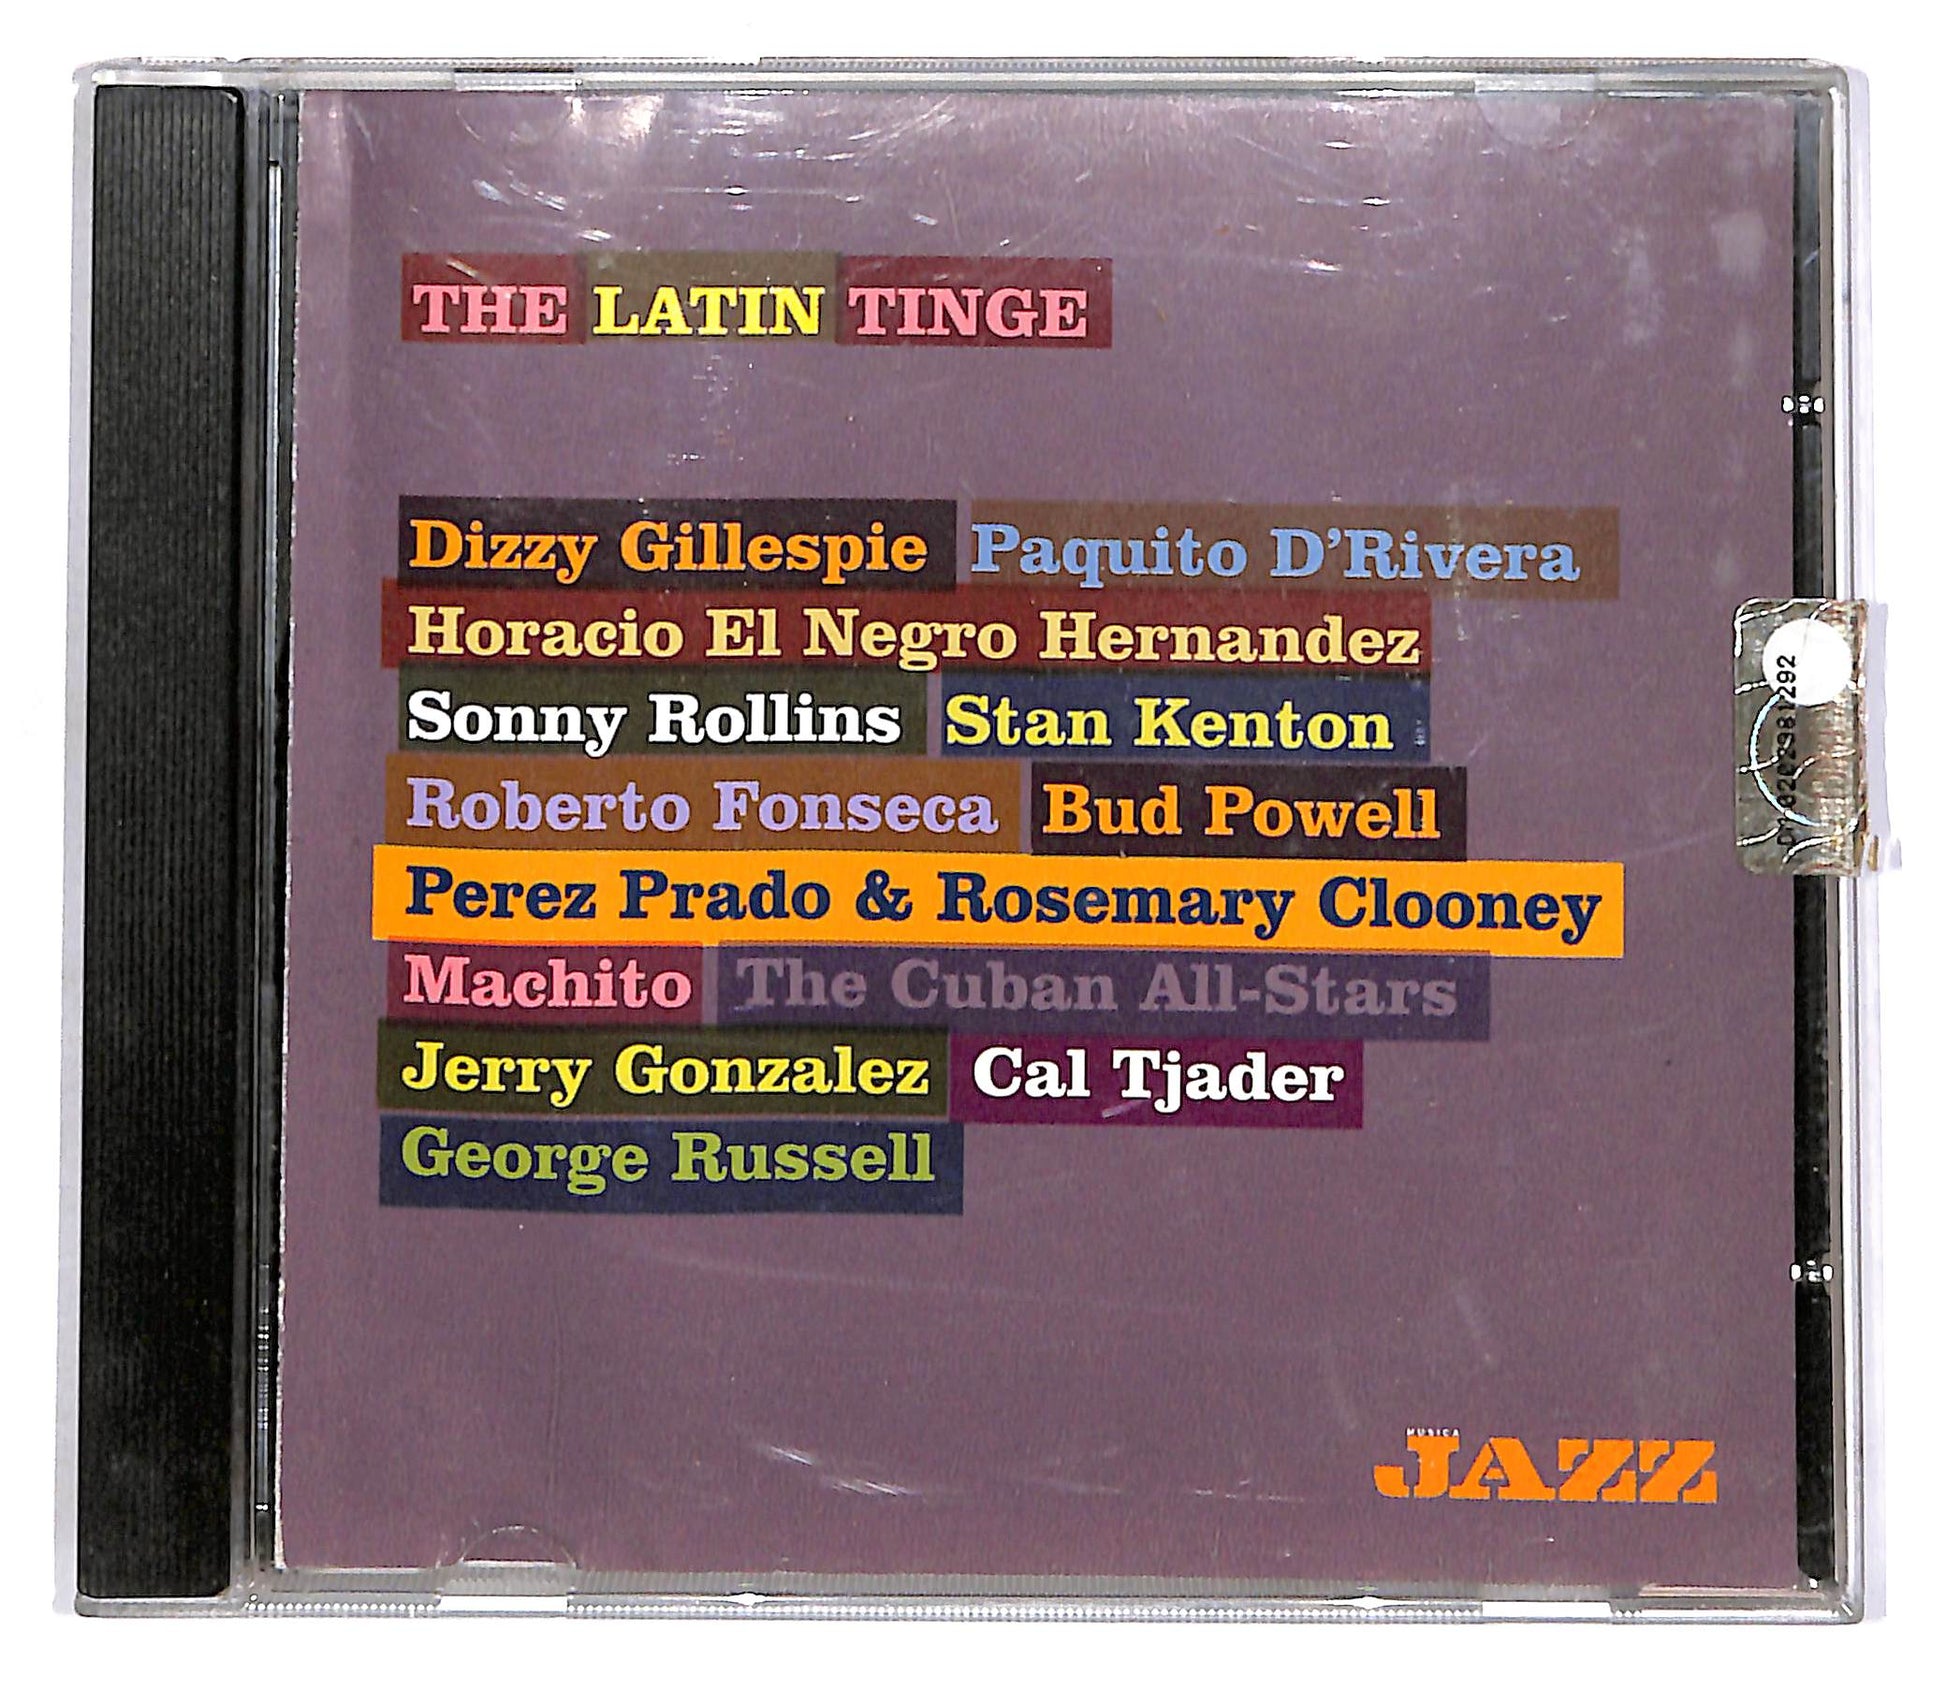 THE LATIN TINGE
Dizzy Gillespie Paquito D'Rivera
Horacio El Negro Hernandez
Sonny Rollins Stan Kenton
Roberto Fonseca Bud Powell
Perez Prado & Rosemary Clooney
Machito The Cuban All-Stars
Jerry Gonzalez Cal Tjader
George Russell
MUSICA
JAZZ